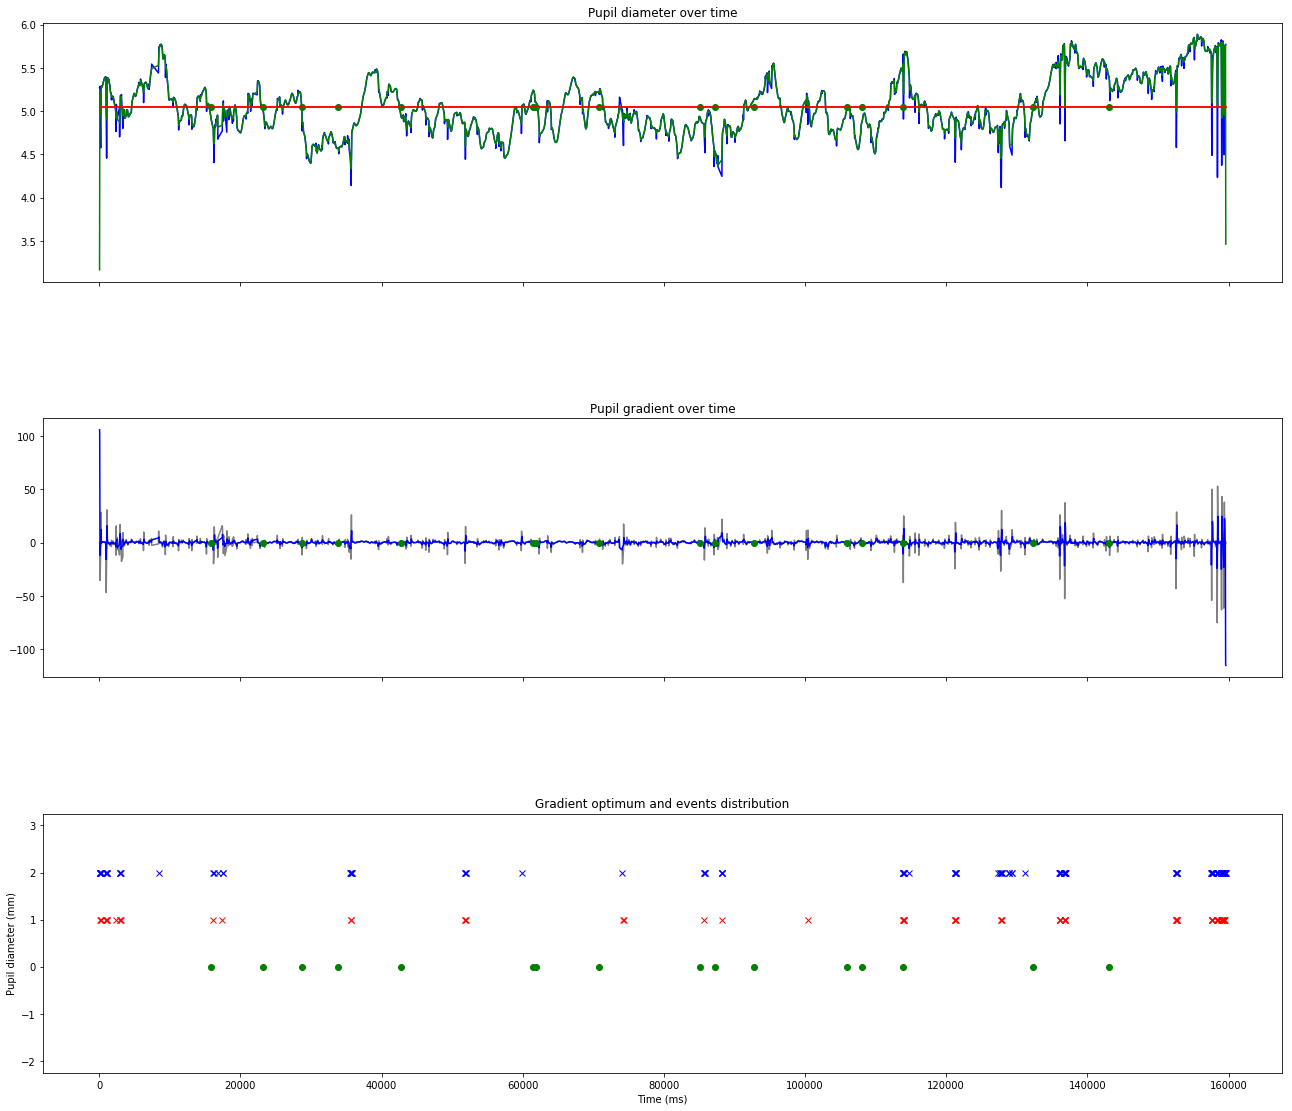 Pupil diameter over time
6.0
5.5
5.0
4.5
4.0
3.5
Pupil gradient over time
100
50
0
−50
−100
Gradient optimum and events distribution
3
2
1
0
−1
−2
Pupil diameter (mm)
0 20000 40000 60000 80000 100000 120000 140000 160000
Time (ms)